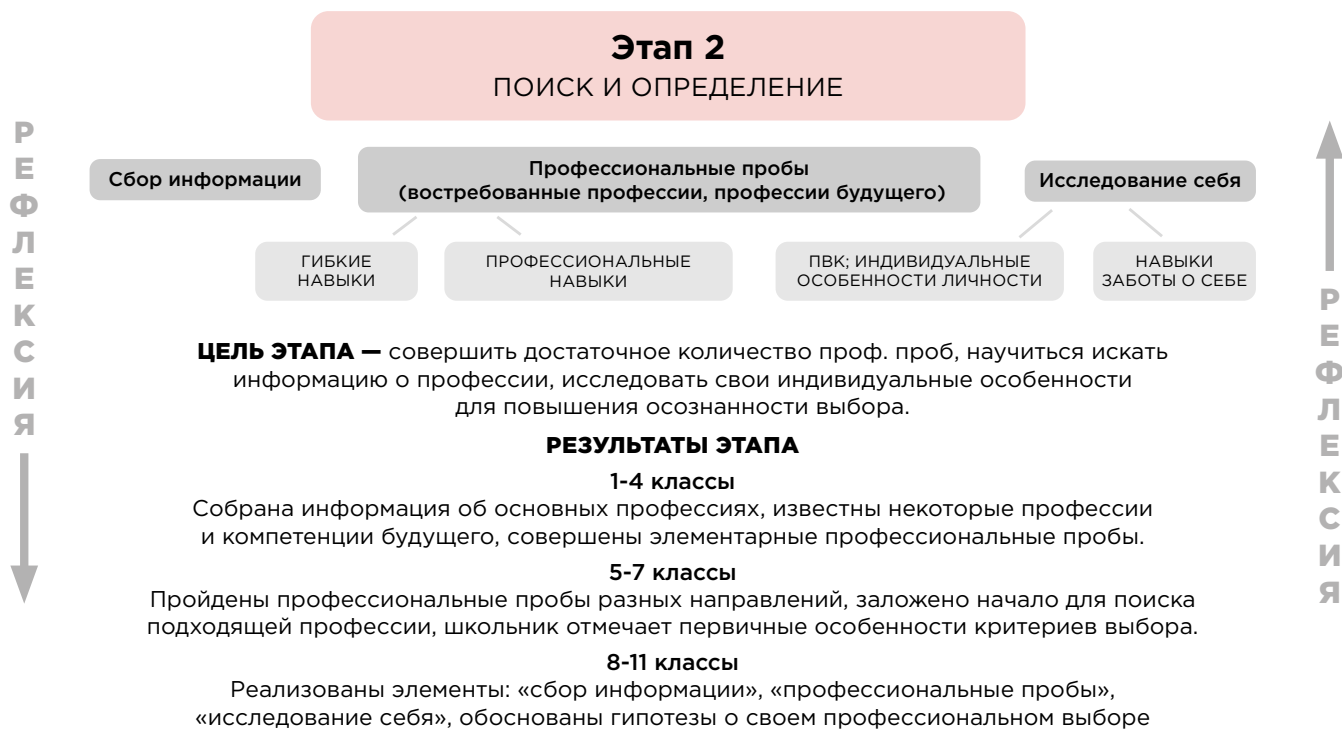 Этап 2
ПОИСК И ОПРЕДЕЛЕНИЕ
РЕФЛЕКСИЯ
Сбор информации
Профессиональные пробы
(востребованные профессии, профессии будущего)
Исследование себя
ГИБКИЕ
НАВЫКИ
ПРОФЕССИОНАЛЬНЫЕ
НАВЫКИ
ПВК; ИНДИВИДУАЛЬНЫЕ
ОСОБЕННОСТИ ЛИЧНОСТИ
НАВЫКИ
ЗАБОТЫ О СЕБЕ
РЕФЛЕКСИЯ
ЦЕЛЬ ЭТАПА — совершить достаточное количество проф. проб, научиться искать
информацию о профессии, исследовать свои индивидуальные особенности
для повышения осознанности выбора.
РЕЗУЛЬТАТЫ ЭТАПА
1-4 классы
Собрана информация об основных профессиях, известны некоторые профессии
и компетенции будущего, совершены элементарные профессиональные пробы.
5-7 классы
Пройдены профессиональные пробы разных направлений, заложено начало для поиска
подходящей профессии, школьник отмечает первичные особенности критериев выбора.
8-11 классы
Реализованы элементы: «сбор информации», «профессиональные пробы»,
«исследование себя», обоснованы гипотезы о своем профессиональном выборе